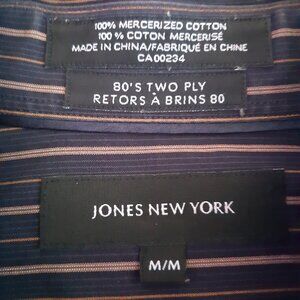 100% MERCERIZED COTTON
100 % COTON MERCERISÉ
MADE IN CHINA/FABRIQUÉ EN CHINE
CA00234
80'S TWO PLY
RETORS À BRINS 80
JONES NEW YORK
M/M